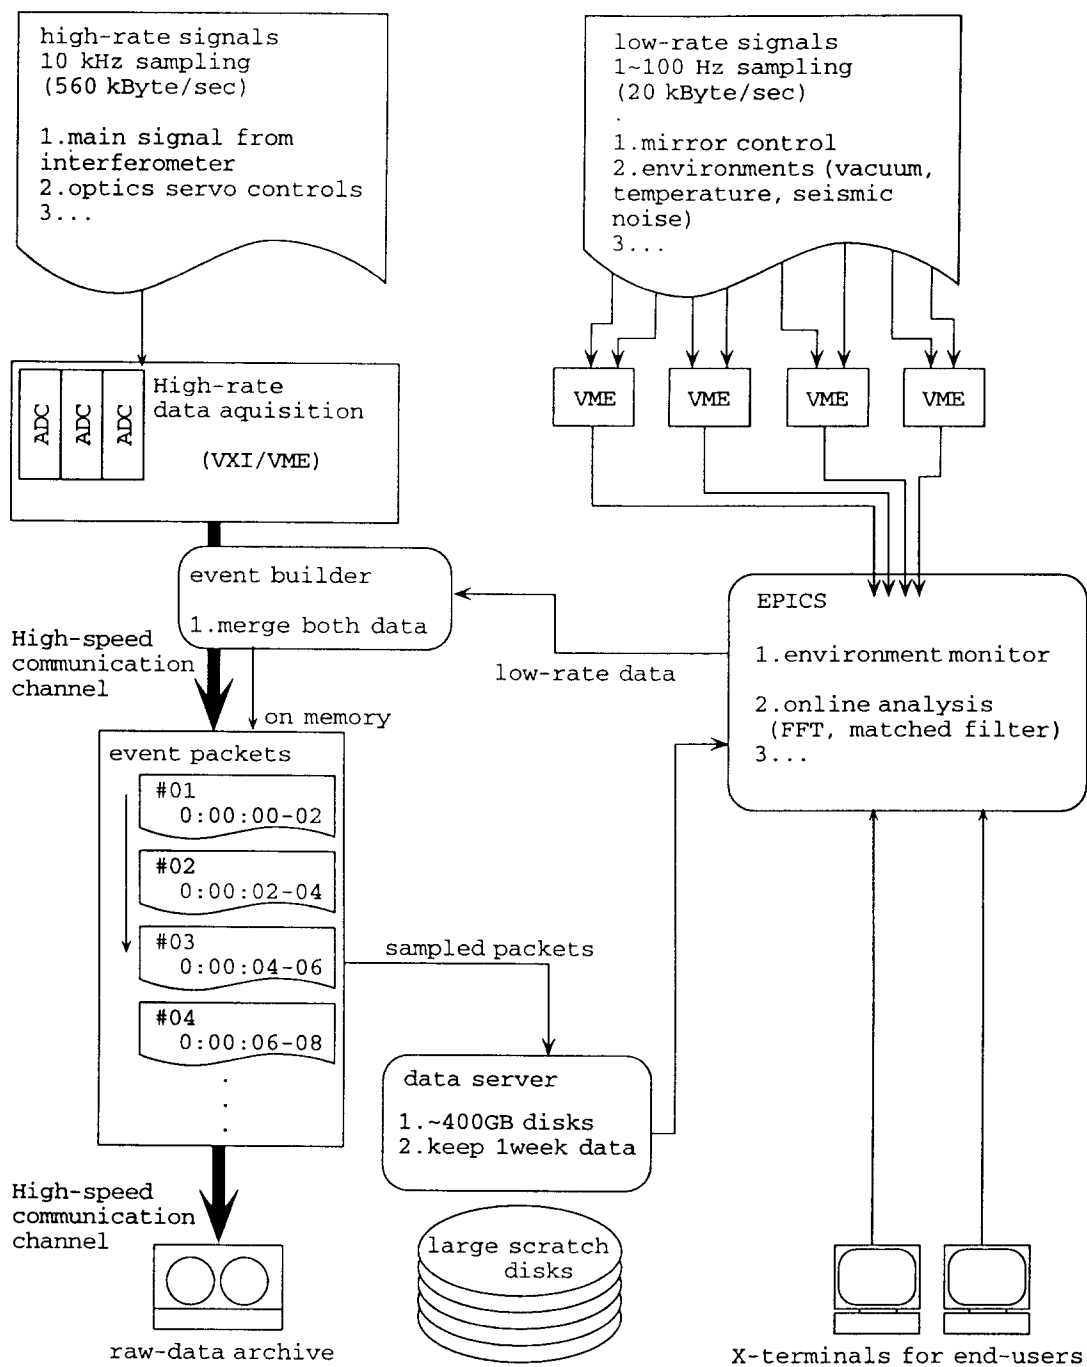 high-rate signals
10 kHz sampling
(560 kByte/sec)
1.main signal from
interferometer
2.optics servo controls
3...
low-rate signals
1~100 Hz sampling
(20 kByte/sec)
1.mirror control
2.environments (vacuum,
temperature, seismic
noise)
3...
ADC
ADC
ADC
High-rate
data aquisition
(VXI/VME)
VME
VME
VME
VME
event builder
1.merge both data
High-speed
communication
channel
on memory
low-rate data
EPICS
1.environment monitor
2.online analysis
(FFT, matched filter)
3...
event packets
#01
0:00:00-02
#02
0:00:02-04
#03
0:00:04-06
#04
0:00:06-08
sampled packets
data server
1.~400GB disks
2.keep 1week data
High-speed
communication
channel
large scratch
disks
raw-data archive
X-terminals for end-users